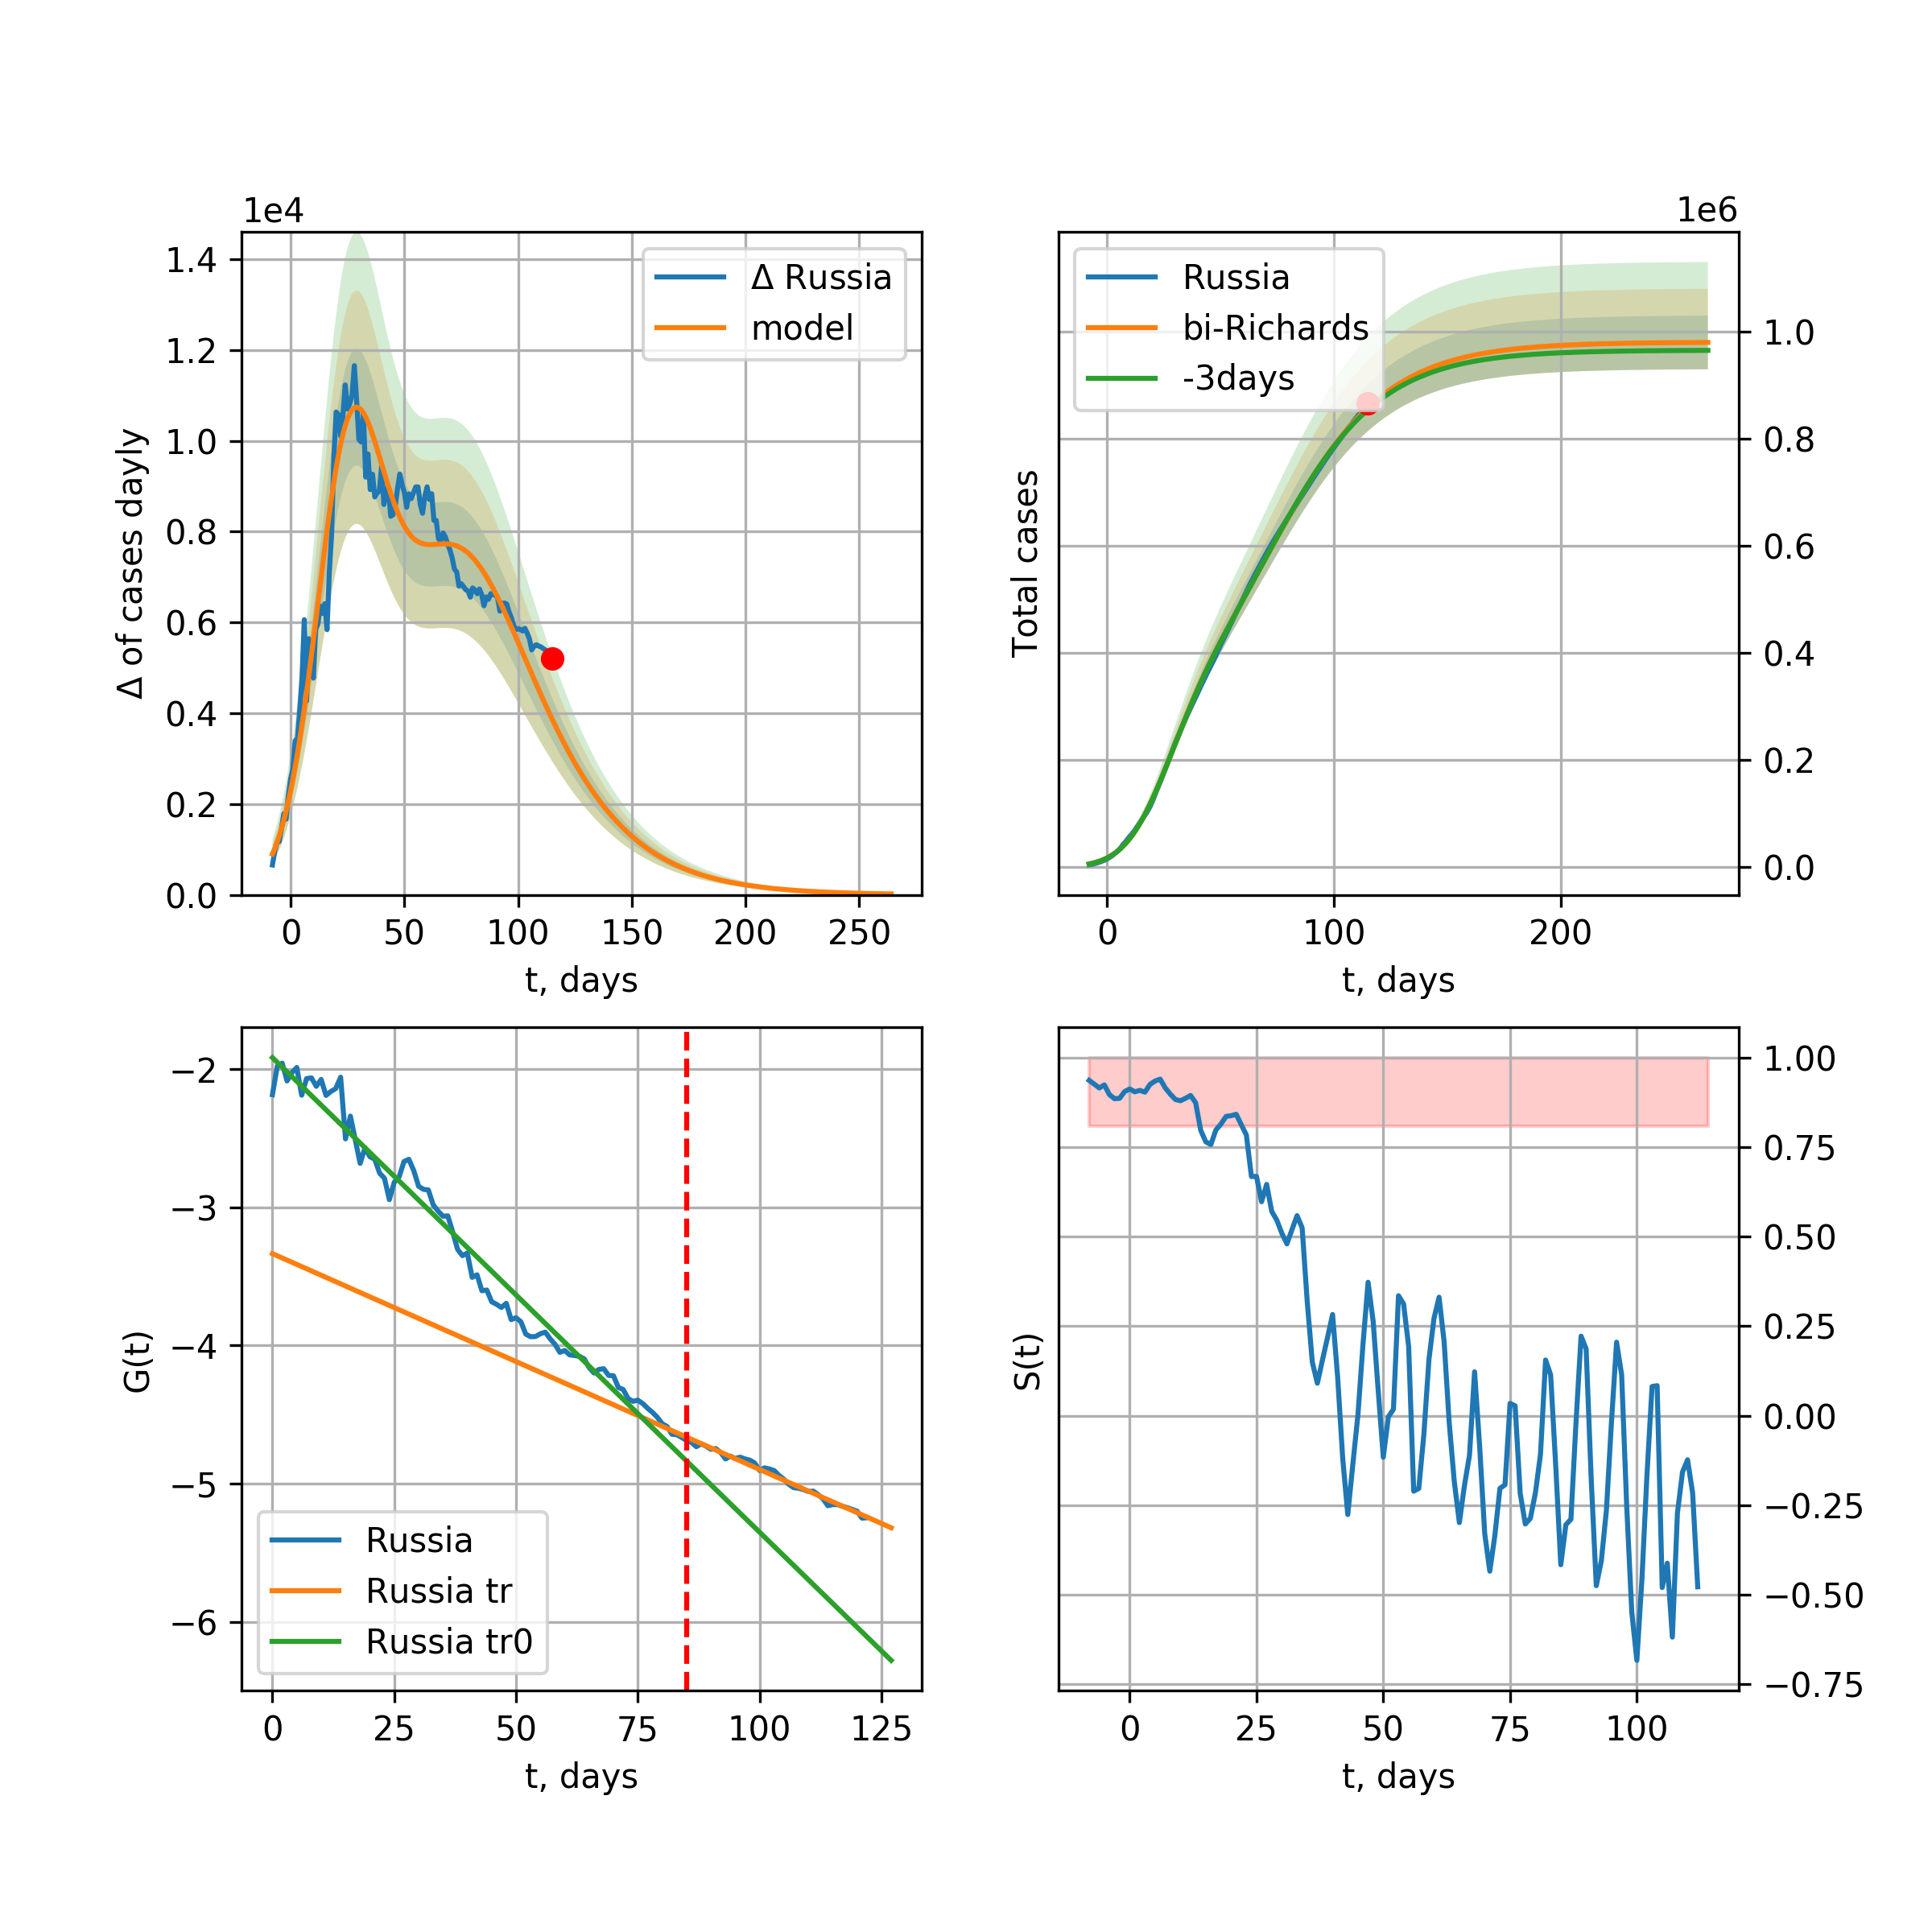 1e4
1.4
1.2
1.0
0.8
0.6
0.4
0.2
0.0
Δ of cases dayly
Δ Russia
model
0 50 100 150 200 250
t, days
1e6
Russia
bi-Richards
-3days
Total cases
1.0
0.8
0.6
0.4
0.2
0.0
0 100 200
t, days
−2
−3
−4
−5
−6
G(t)
Russia
Russia tr
Russia tr0
0 25 50 75 100 125
t, days
S(t)
1.00
0.75
0.50
0.25
0.00
−0.25
−0.50
−0.75
0 25 50 75 100
t, days